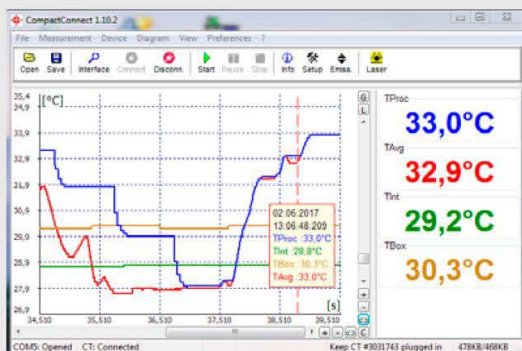 CompactConnect 1.10.2
File Measurement Device Diagram View Preferences ?
Open Save Interface Connect Disconn. Start Pause Stop Info Setup Emiss. Laser
35,4
34,9
[°C]
33,9
32,9
31,9
30,9
29,9
28,9
27,9
26,9
34,510 35,510 36,510 37,510 38,510 39,510
[s]
02.06.2017
13:06:48:209
TProc 33,0°C
TInt 28,8°C
TBox 30,3°C
TAvg 33,0°C
G
L
C
TProc
33,0°C
TAvg
32,9°C
TInt
29,2°C
TBox
30,3°C
COM5: Opened CT: Connected Keep CT #3031743 plugged in 478KB/468KB